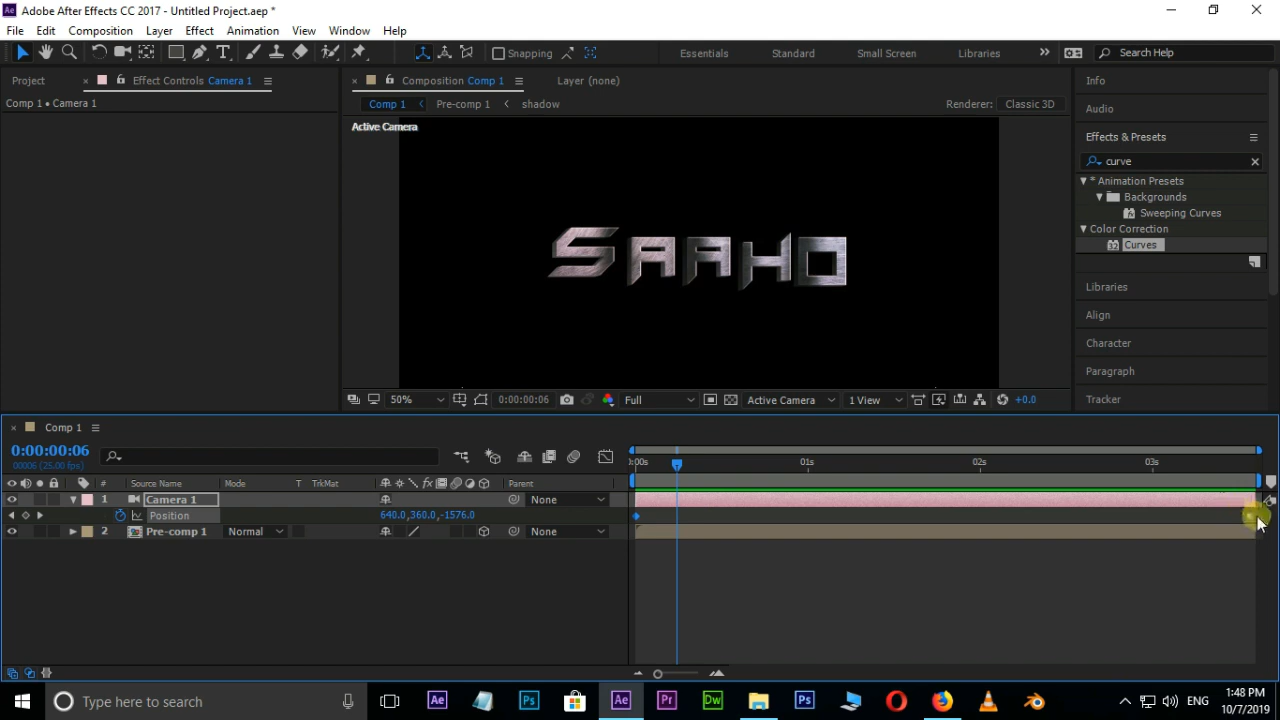 Adobe After Effects CC 2017 - Untitled Project.aep *
File Edit Composition Layer Effect Animation View Window Help
Snapping Essentials Standard Small Screen Libraries Search Help
Project Effect Controls Camera 1 Composition Comp 1 Layer (none) Info
Comp 1 • Camera 1 Comp 1 Pre-comp 1 shadow Renderer: Classic 3D Audio
Active Camera
Effects & Presets
curve
* Animation Presets
Backgrounds
Sweeping Curves
Color Correction
Curves
SAAHO
Libraries
Align
Character
Paragraph
Tracker
50% 0:00:00:06 Full Active Camera 1 View +0.0
Comp 1
0:00:00:06
00006 (25.00 fps)
:00s 01s 02s 03s
# Source Name Mode T TrkMat Parent
1 Camera 1 None
Position 640.0,360.0,-1576.0
2 Pre-comp 1 Normal None
Type here to search
ENG
1:48 PM
10/7/2019